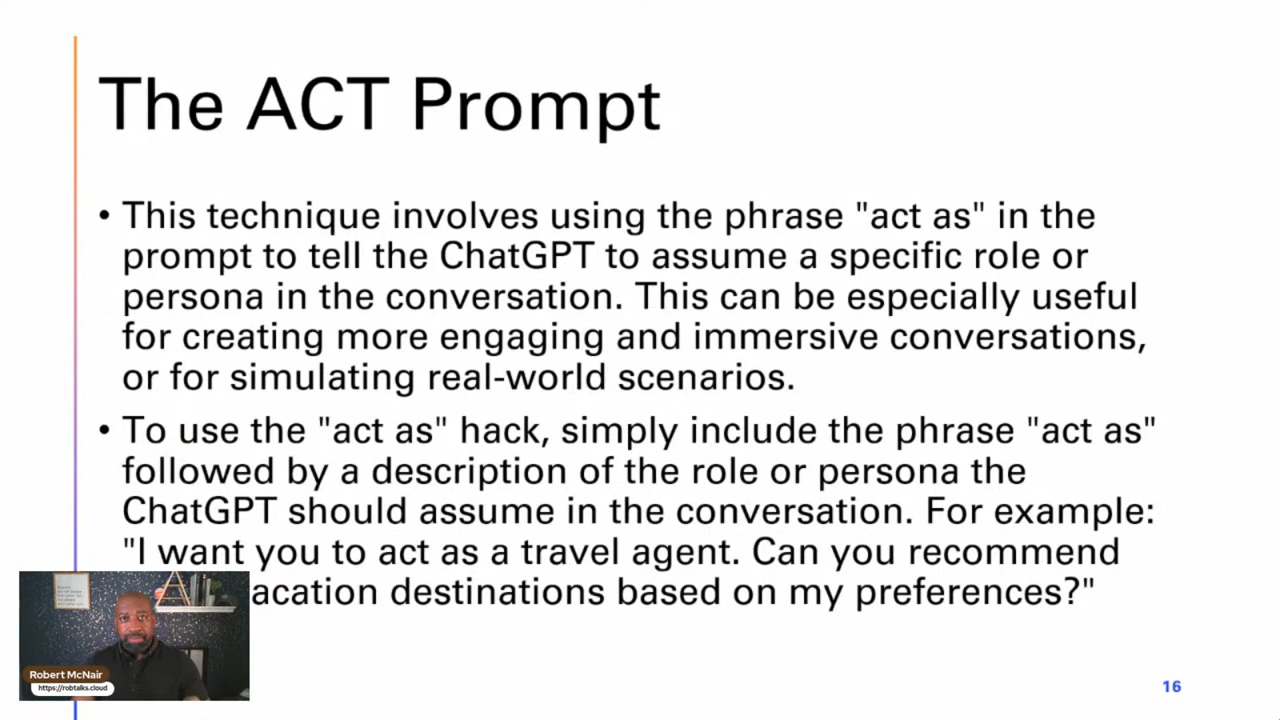 The ACT Prompt
• This technique involves using the phrase "act as" in the
prompt to tell the ChatGPT to assume a specific role or
persona in the conversation. This can be especially useful
for creating more engaging and immersive conversations,
or for simulating real-world scenarios.
• To use the "act as" hack, simply include the phrase "act as"
followed by a description of the role or persona the
ChatGPT should assume in the conversation. For example:
"I want you to act as a travel agent. Can you recommend
acation destinations based on my preferences?"
Robert McNair
https://robtalks.cloud
16